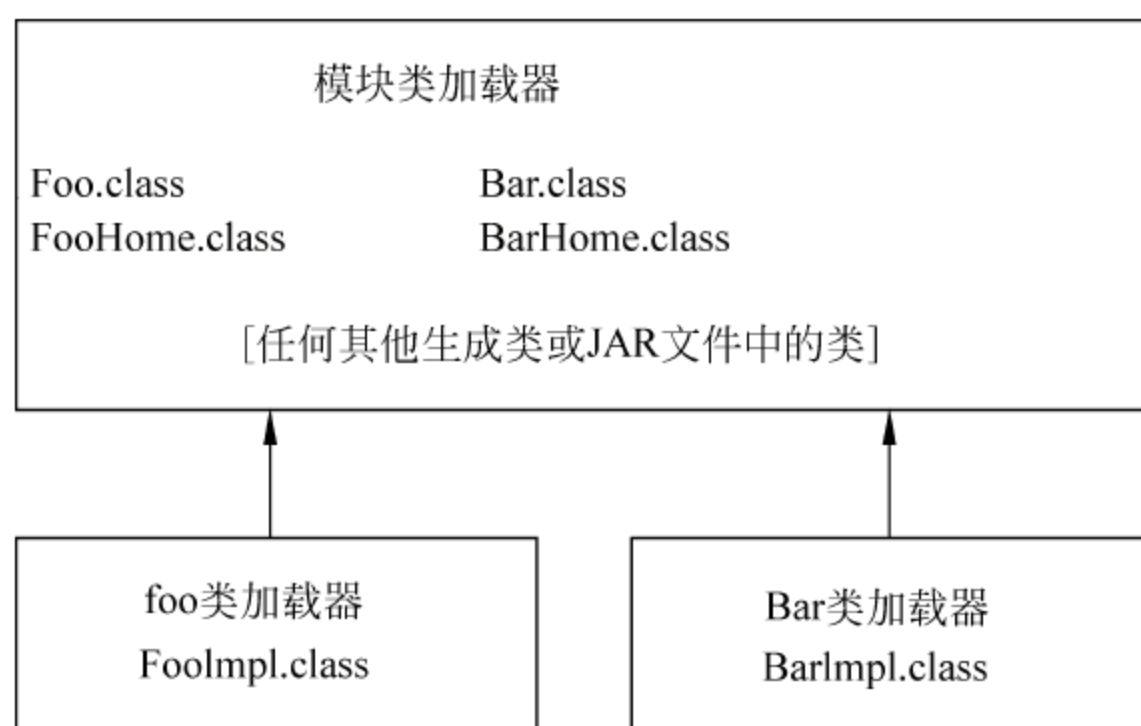 模块类加载器
Foo.class Bar.class
FooHome.class BarHome.class
[任何其他生成类或JAR文件中的类]
foo类加载器 Bar类加载器
FooImpl.class BarImpl.class